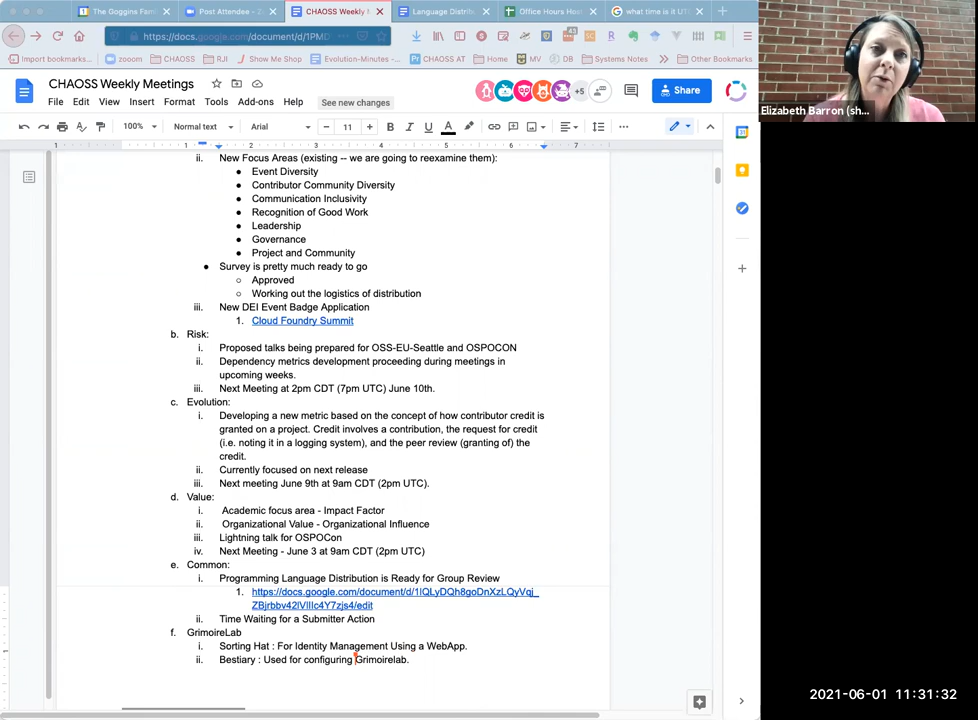 The Goggins Fam
Post Attendee - Z
CHAOSS Weekly M
Language Distrib
Office Hours Host
what time is it UTC
https://docs.google.com/document/d/1PMD
Import bookmarks...
zooom
CHAOSS
RJI
Show Me Shop
Evolution-Minutes
CHAOSS AT
Home
MV
DB
Systems Notes
Other Bookmarks
CHAOSS Weekly Meetings
File Edit View Insert Format Tools Add-ons Help
See new changes
+5
Share
100%
Normal text
Arial
11
ii. New Focus Areas (existing -- we are going to reexamine them):
● Event Diversity
● Contributor Community Diversity
● Communication Inclusivity
● Recognition of Good Work
● Leadership
● Governance
● Project and Community
● Survey is pretty much ready to go
○ Approved
○ Working out the logistics of distribution
iii. New DEI Event Badge Application
1. Cloud Foundry Summit
b. Risk:
i. Proposed talks being prepared for OSS-EU-Seattle and OSPOCON
ii. Dependency metrics development proceeding during meetings in
upcoming weeks.
iii. Next Meeting at 2pm CDT (7pm UTC) June 10th.
c. Evolution:
i. Developing a new metric based on the concept of how contributor credit is
granted on a project. Credit involves a contribution, the request for credit
(i.e. noting it in a logging system), and the peer review (granting of) the
credit.
ii. Currently focused on next release
iii. Next meeting June 9th at 9am CDT (2pm UTC).
d. Value:
i. Academic focus area - Impact Factor
ii. Organizational Value - Organizational Influence
iii. Lightning talk for OSPOCon
iv. Next Meeting - June 3 at 9am CDT (2pm UTC)
e. Common:
i. Programming Language Distribution is Ready for Group Review
1. https://docs.google.com/document/d/1lQLyDQh8goDnXzLQyVqj_
ZBjrbbv42lVlIIc4Y7zjs4/edit
ii. Time Waiting for a Submitter Action
f. GrimoireLab
i. Sorting Hat : For Identity Management Using a WebApp.
ii. Bestiary : Used for configuring Grimoirelab.
Elizabeth Barron (sh...
2021-06-01 11:31:32